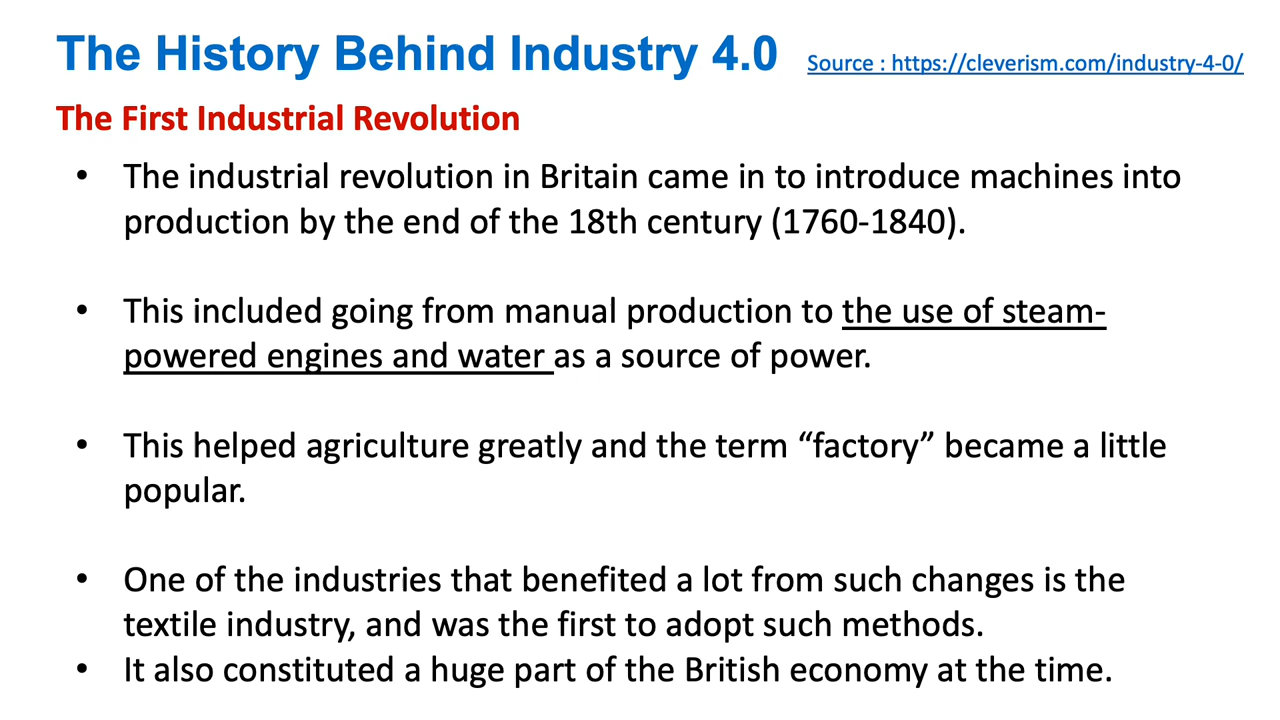 The History Behind Industry 4.0 Source : https://cleverism.com/industry-4-0/
The First Industrial Revolution
• The industrial revolution in Britain came in to introduce machines into
production by the end of the 18th century (1760-1840).
• This included going from manual production to the use of steam-
powered engines and water as a source of power.
• This helped agriculture greatly and the term “factory” became a little
popular.
• One of the industries that benefited a lot from such changes is the
textile industry, and was the first to adopt such methods.
• It also constituted a huge part of the British economy at the time.